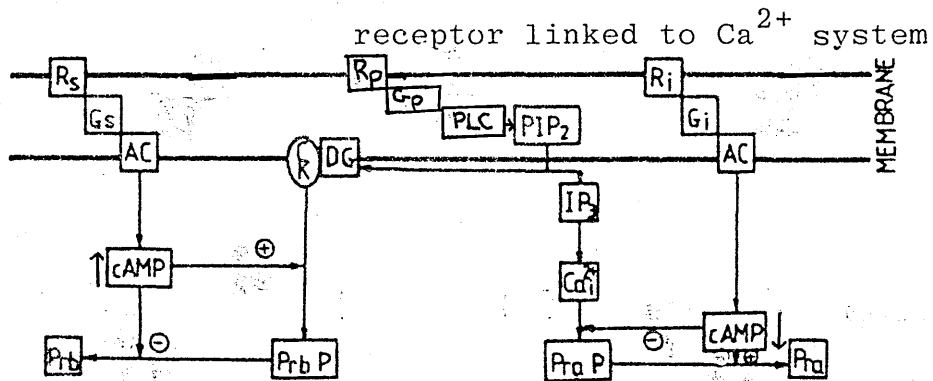 receptor linked to Ca2+ system
Rs Rp Ri
Gs Gp Gi
PLC PIP2
AC CK DG AC
MEMBRANE
IP3
⊕
↑ cAMP
Cai
cAMP ↓
⊖ ⊖ ⊕
Prb Prb P Pra P Pra